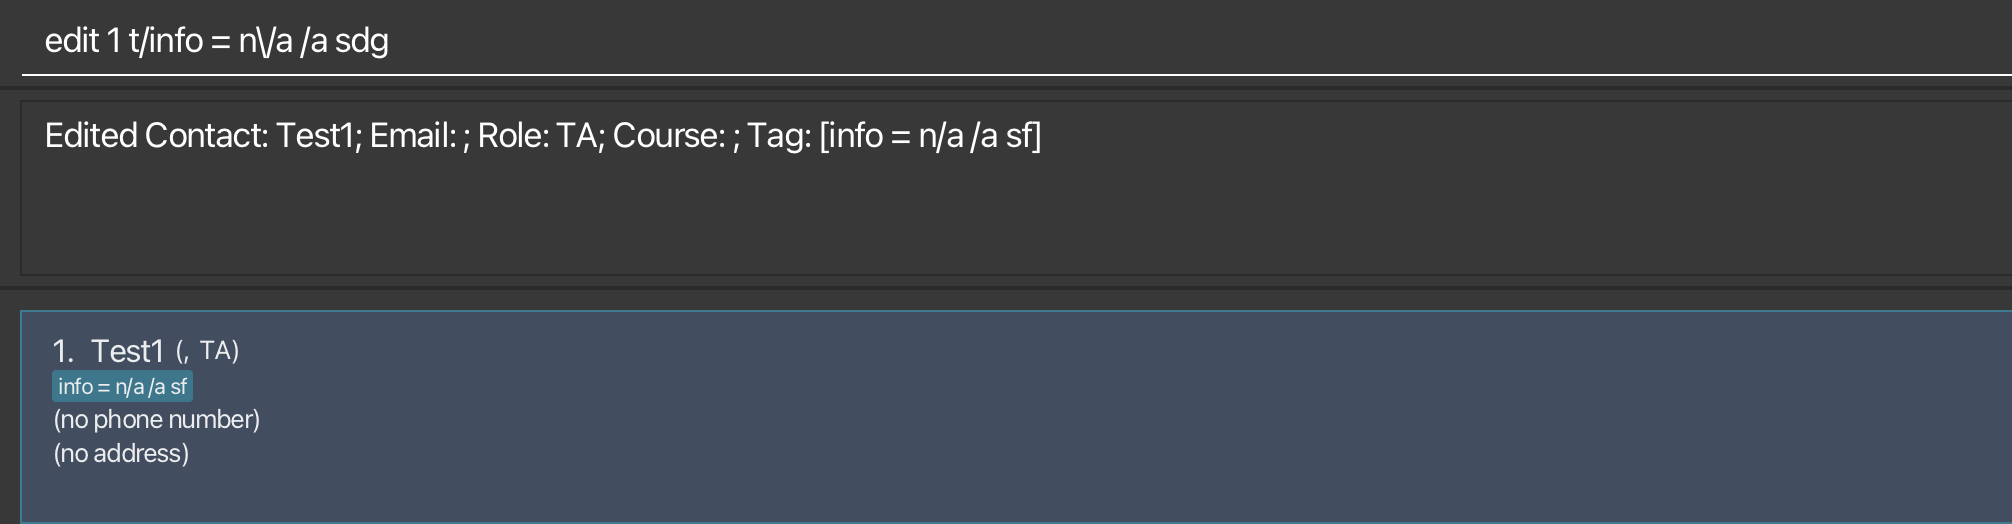 edit 1 t/info = n\/a /a sdg
Edited Contact: Test1; Email: ; Role: TA; Course: ; Tag: [info = n/a /a sf]
1. Test1 (, TA)
info = n/a /a sf
(no phone number)
(no address)